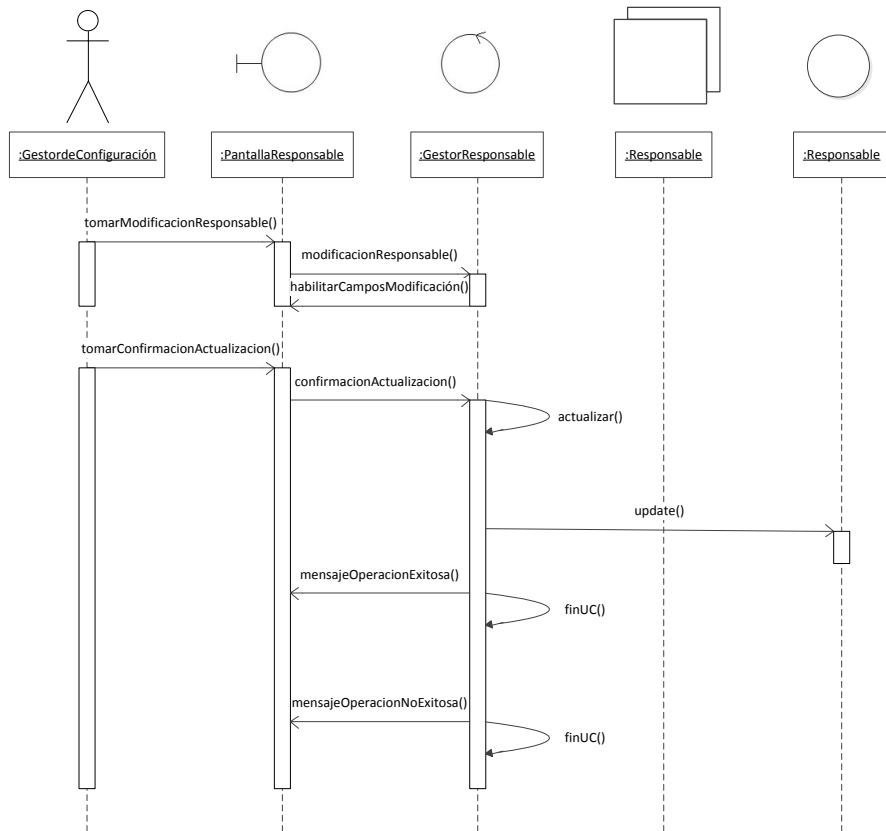 :GestordeConfiguración
:PantallaResponsable
:GestorResponsable
:Responsable
:Responsable
tomarModificacionResponsable()
modificacionResponsable()
habilitarCamposModificación()
tomarConfirmacionActualizacion()
confirmacionActualizacion()
actualizar()
update()
mensajeOperacionExitosa()
finUC()
mensajeOperacionNoExitosa()
finUC()